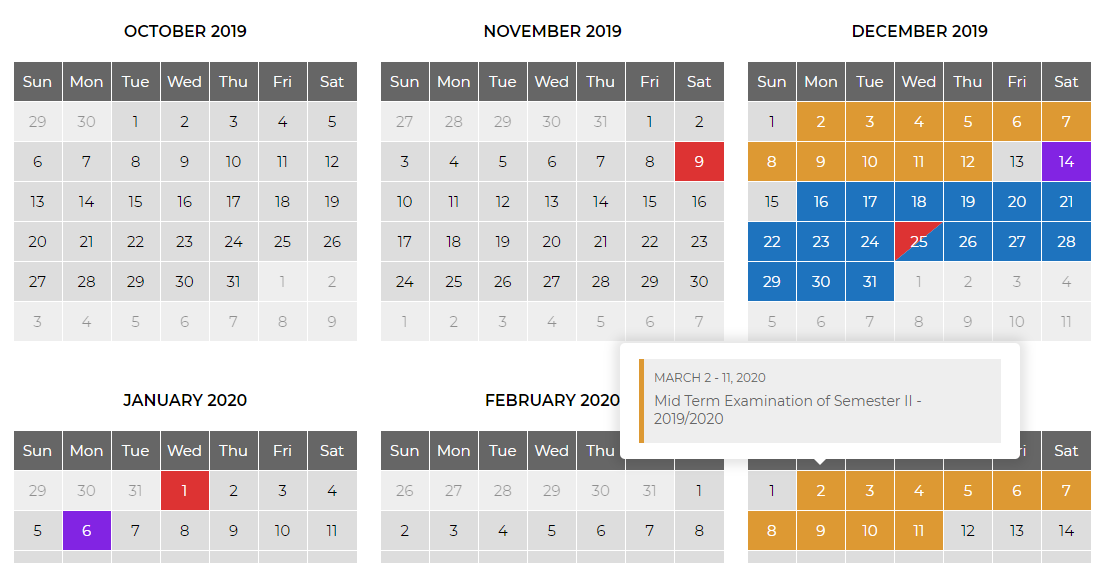 OCTOBER 2019
Sun Mon Tue Wed Thu Fri Sat
29 30 1 2 3 4 5
6 7 8 9 10 11 12
13 14 15 16 17 18 19
20 21 22 23 24 25 26
27 28 29 30 31 1 2
3 4 5 6 7 8 9
NOVEMBER 2019
Sun Mon Tue Wed Thu Fri Sat
27 28 29 30 31 1 2
3 4 5 6 7 8 9
10 11 12 13 14 15 16
17 18 19 20 21 22 23
24 25 26 27 28 29 30
1 2 3 4 5 6 7
DECEMBER 2019
Sun Mon Tue Wed Thu Fri Sat
1 2 3 4 5 6 7
8 9 10 11 12 13 14
15 16 17 18 19 20 21
22 23 24 25 26 27 28
29 30 31 1 2 3 4
5 6 7 8 9 10 11
MARCH 2 - 11, 2020
Mid Term Examination of Semester II -
2019/2020
JANUARY 2020
Sun Mon Tue Wed Thu Fri Sat
29 30 31 1 2 3 4
5 6 7 8 9 10 11
FEBRUARY 2020
Sun Mon Tue Wed Thu
26 27 28 29 30 31 1
2 3 4 5 6 7 8
Sat
1 2 3 4 5 6 7
8 9 10 11 12 13 14